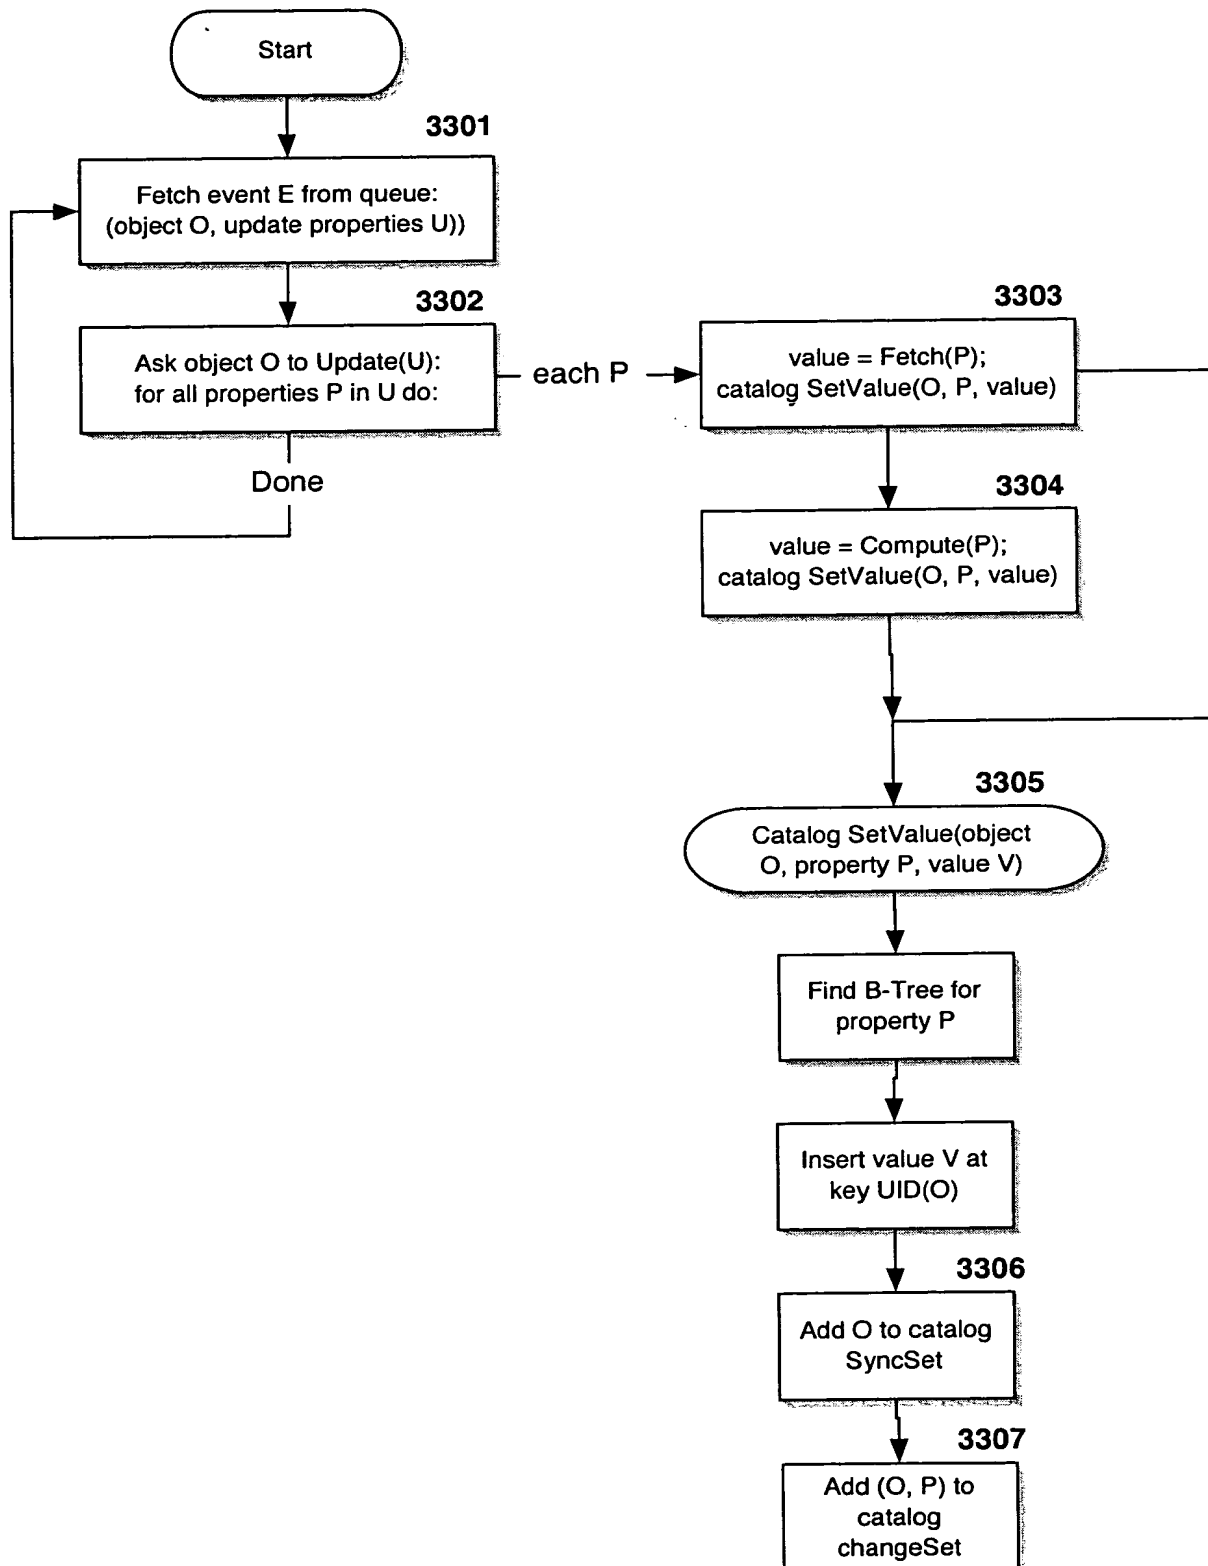 Start
3301
Fetch event E from queue:
(object O, update properties U))
3302
Ask object O to Update(U):
for all properties P in U do:
each P
Done
3303
value = Fetch(P);
catalog SetValue(O, P, value)
3304
value = Compute(P);
catalog SetValue(O, P, value)
3305
Catalog SetValue(object
O, property P, value V)
Find B-Tree for
property P
Insert value V at
key UID(O)
3306
Add O to catalog
SyncSet
3307
Add (O, P) to
catalog
changeSet